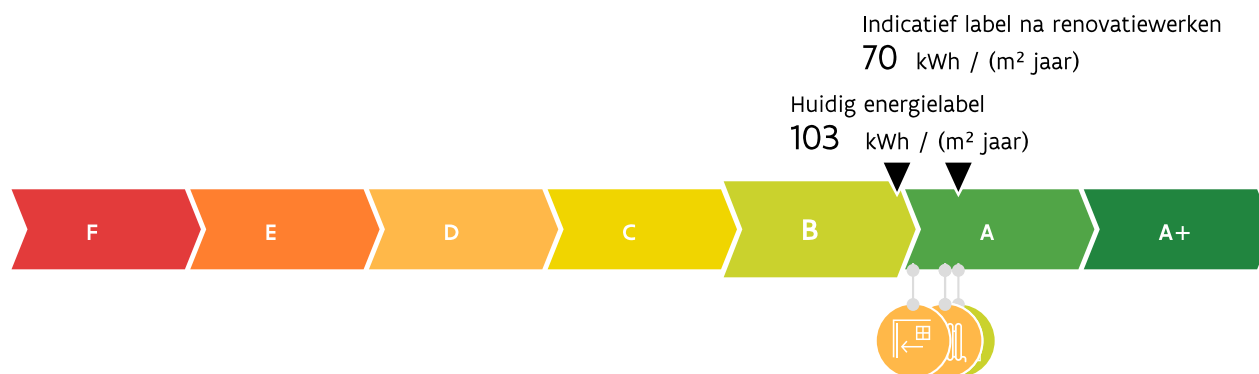 Indicatief label na renovatiewerken
70 kWh / (m² jaar)
Huidig energielabel
103 kWh / (m² jaar)
F E D C B A A+